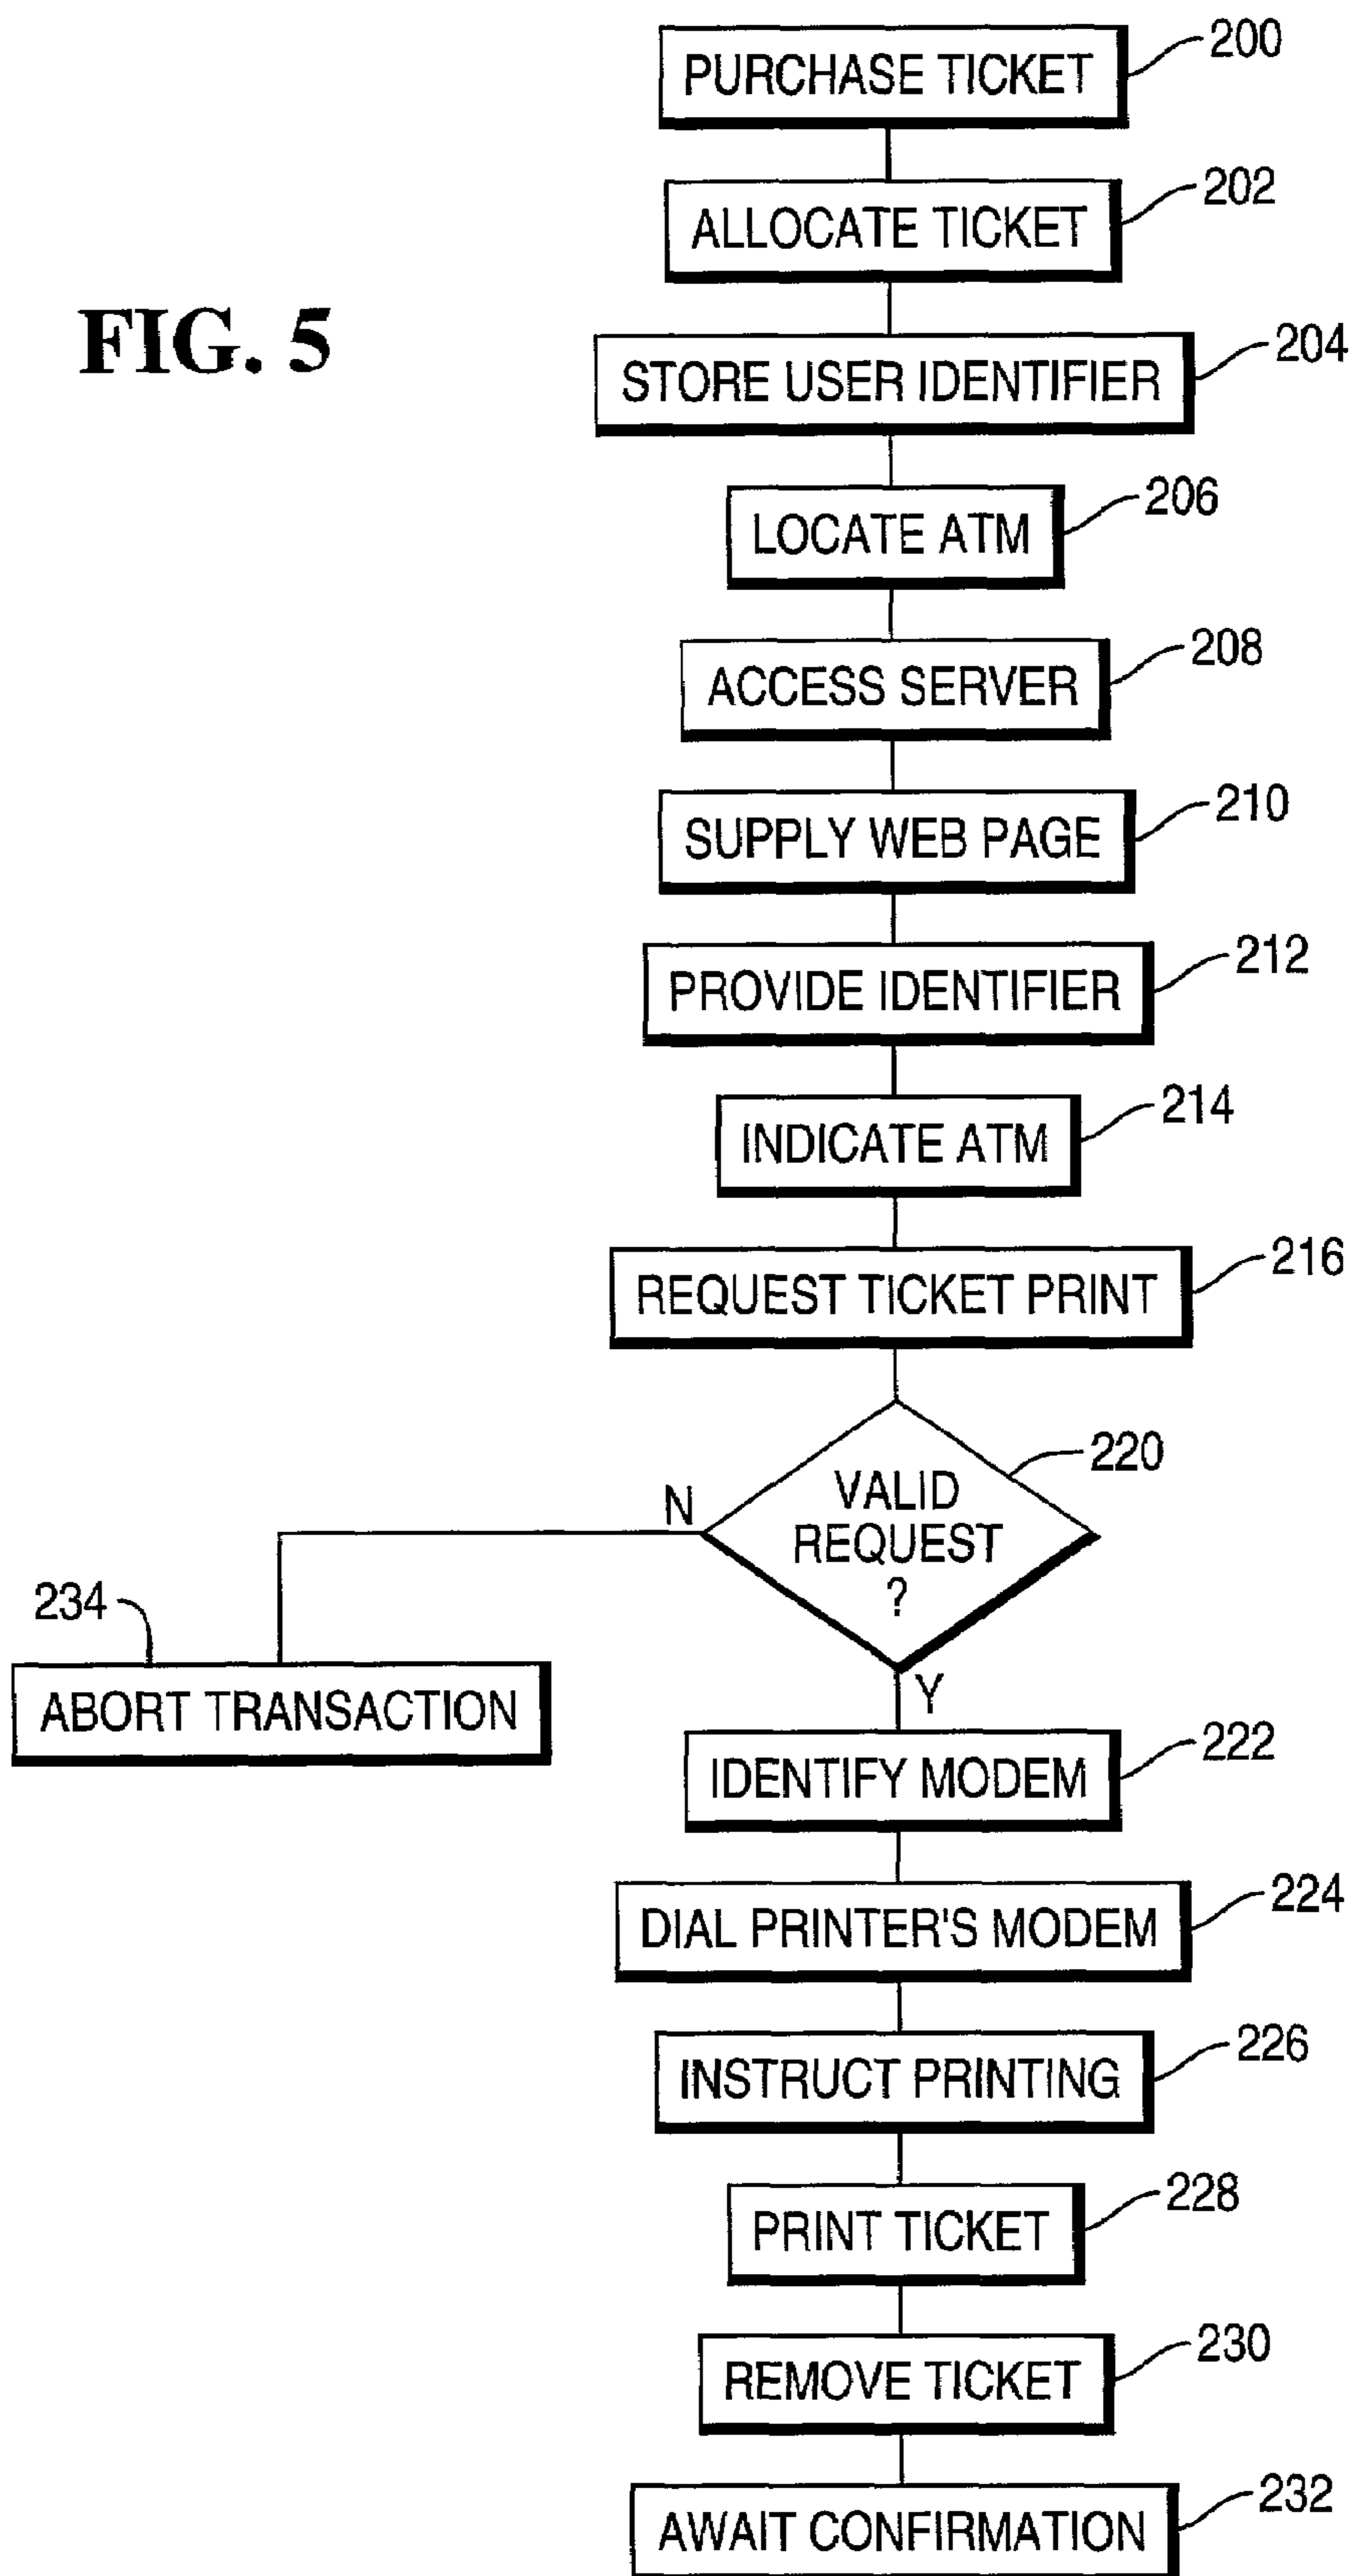 PURCHASE TICKET
200
ALLOCATE TICKET
202
FIG. 5
STORE USER IDENTIFIER
204
LOCATE ATM
206
ACCESS SERVER
208
SUPPLY WEB PAGE
210
PROVIDE IDENTIFIER
212
INDICATE ATM
214
REQUEST TICKET PRINT
216
VALID
REQUEST
?
220
N
Y
234
ABORT TRANSACTION
IDENTIFY MODEM
222
DIAL PRINTER'S MODEM
224
INSTRUCT PRINTING
226
PRINT TICKET
228
REMOVE TICKET
230
AWAIT CONFIRMATION
232